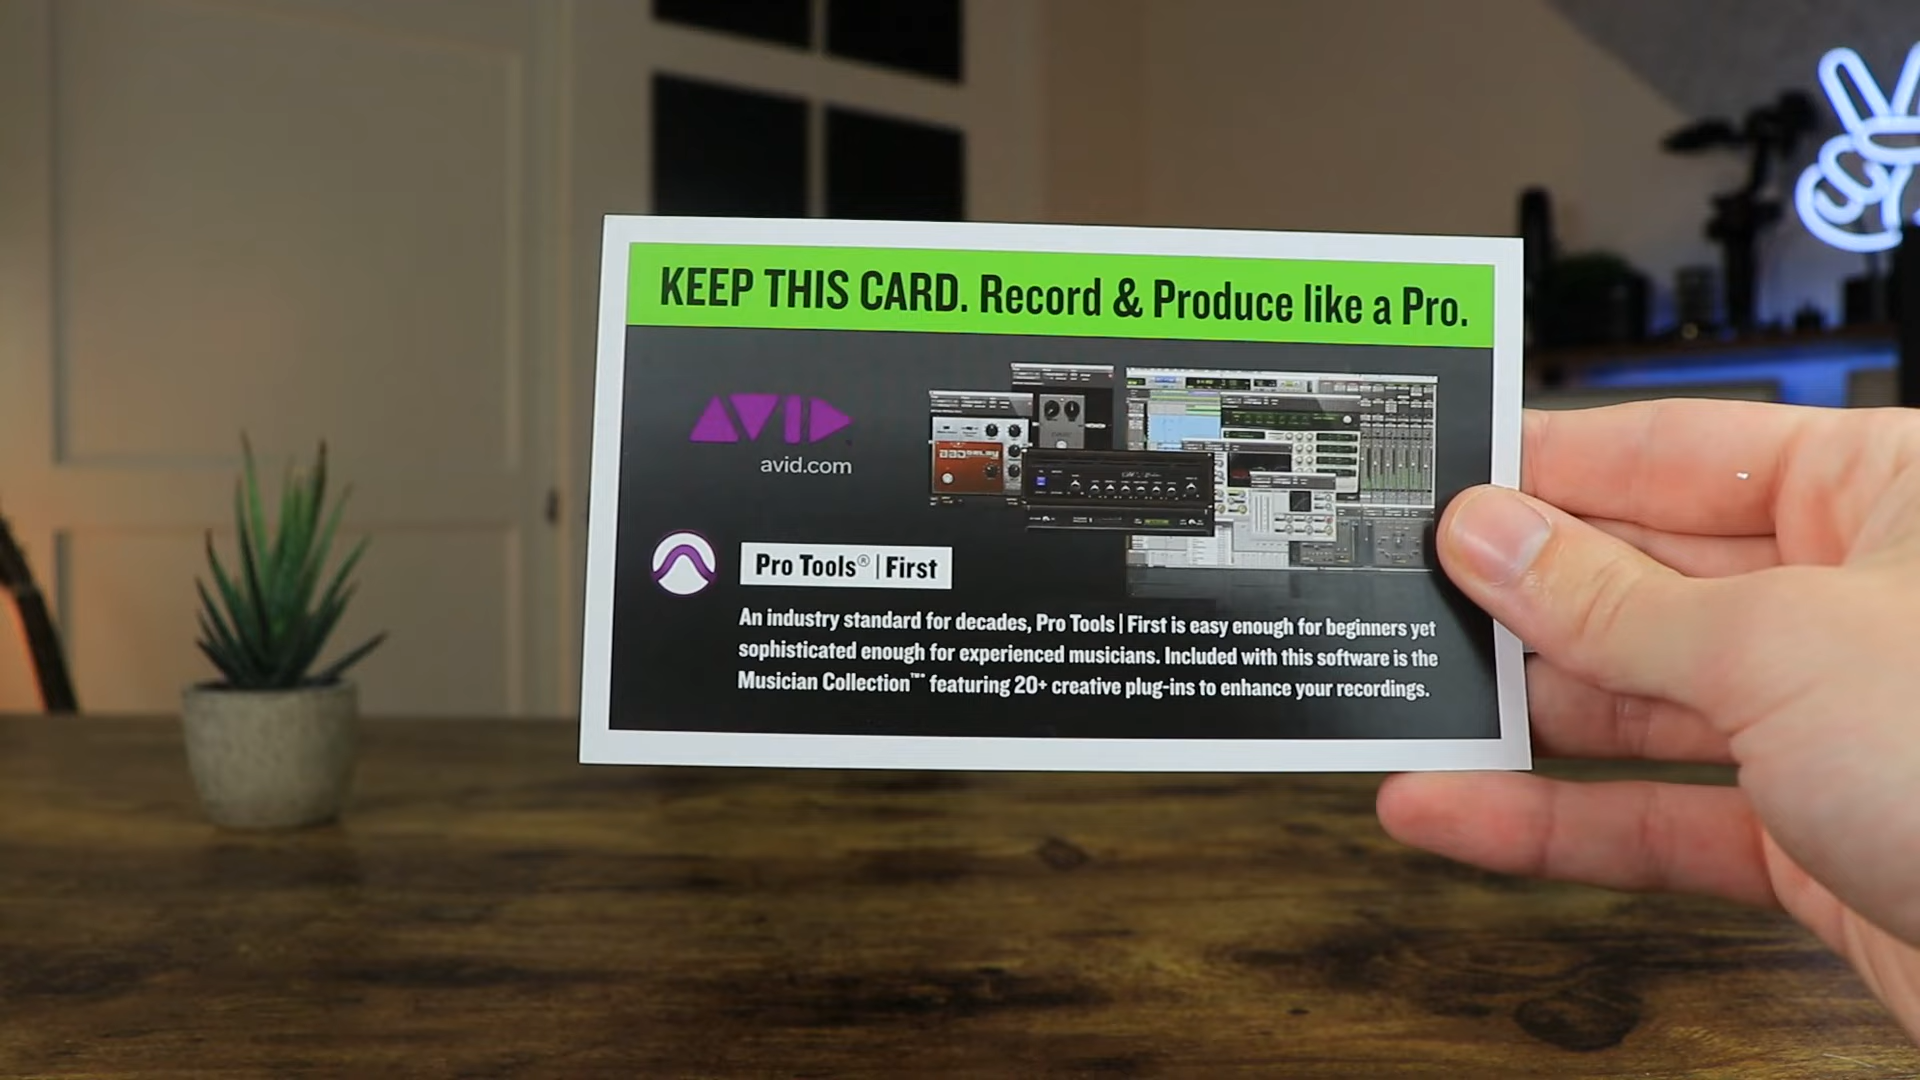 KEEP THIS CARD. Record & Produce like a Pro.
AVID
avid.com
Pro Tools® | First
An industry standard for decades, Pro Tools | First is easy enough for beginners yet
sophisticated enough for experienced musicians. Included with this software is the
Musician Collection™* featuring 20+ creative plug-ins to enhance your recordings.